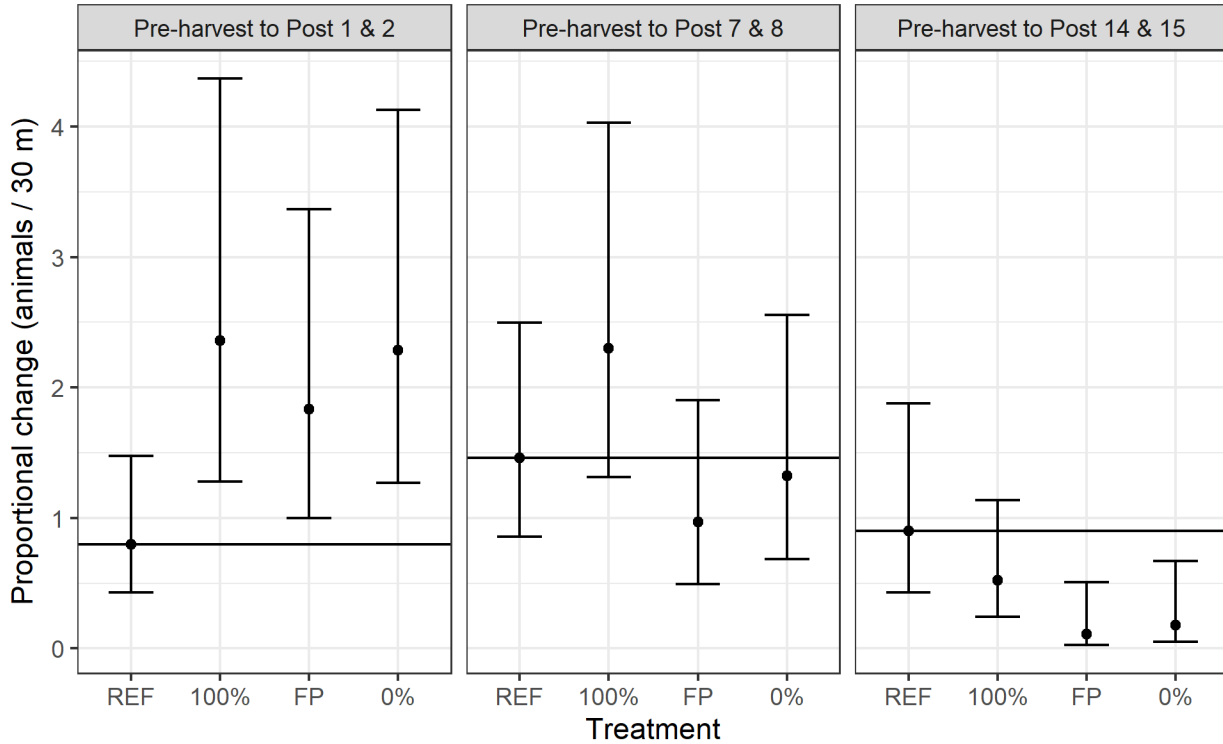 Pre-harvest to Post 1 & 2
Pre-harvest to Post 7 & 8
Pre-harvest to Post 14 & 15
Proportional change (animals / 30 m)
4
3
2
1
0
REF 100% FP 0%
REF 100% FP 0%
REF 100% FP 0%
Treatment